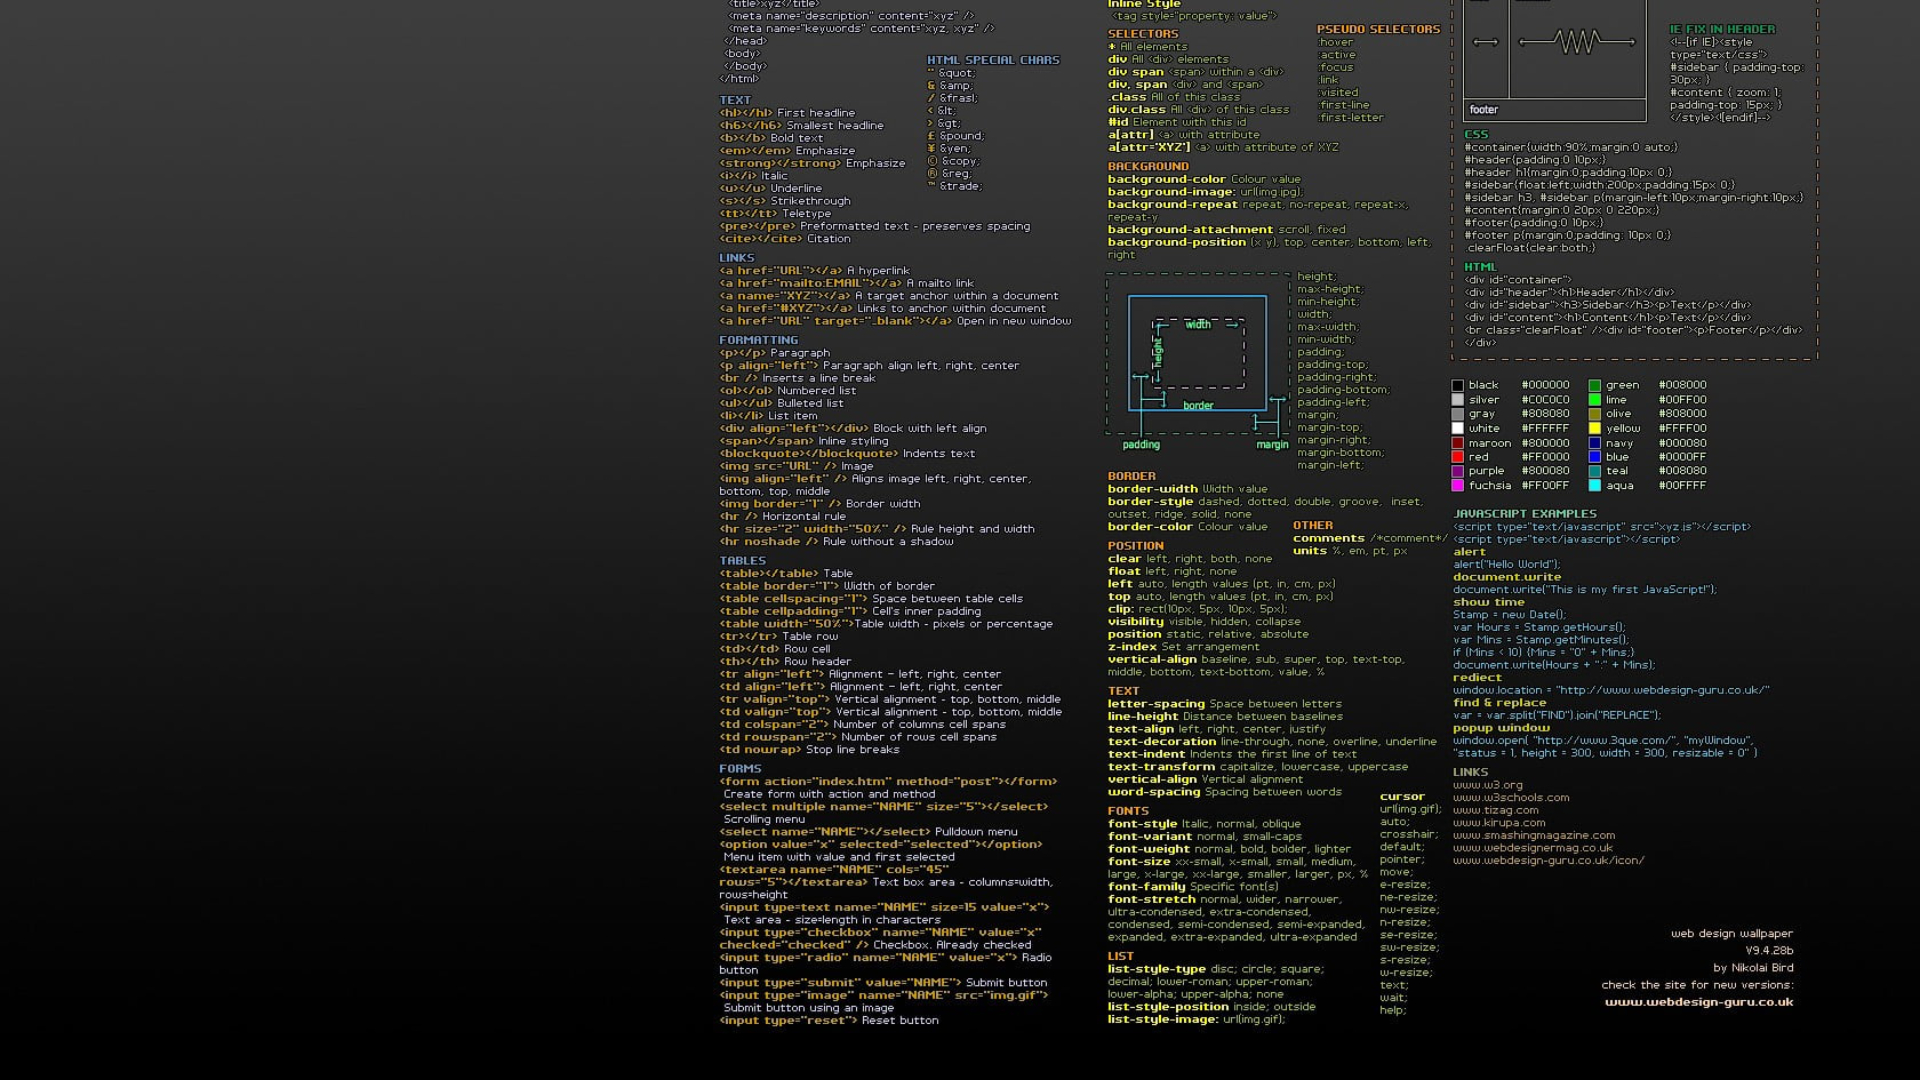 <title>xyz</title>
<meta name="description" content="xyz" />
<meta name="keywords" content="xyz, xyz" />
</head>
<body>
</body>
</html>
HTML SPECIAL CHARS
" &quot;
& &amp;
/ &frasl;
< &lt;
> &gt;
£ &pound;
¥ &yen;
© &copy;
® &reg;
™ &trade;
TEXT
<h1></h1> First headline
<h6></h6> Smallest headline
<b></b> Bold text
<em></em> Emphasize
<strong></strong> Emphasize
<i></i> Italic
<u></u> Underline
<s></s> Strikethrough
<tt></tt> Teletype
<pre></pre> Preformatted text - preserves spacing
<cite></cite> Citation
LINKS
<a href="URL"></a> A hyperlink
<a href="mailto:EMAIL"></a> A mailto link
<a name="XYZ"></a> A target anchor within a document
<a href="#XYZ"></a> Links to anchor within document
<a href="URL" target="_blank"></a> Open in new window
FORMATTING
<p></p> Paragraph
<p align="left"> Paragraph align left, right, center
<br /> Inserts a line break
<ol></ol> Numbered list
<ul></ul> Bulleted list
<li></li> List item
<div align="left"></div> Block with left align
<span></span> Inline styling
<blockquote></blockquote> Indents text
<img src="URL" /> Image
<img align="left" /> Aligns image left, right, center,
bottom, top, middle
<img border="1" /> Border width
<hr /> Horizontal rule
<hr size="2" width="50%" /> Rule height and width
<hr noshade /> Rule without a shadow
TABLES
<table></table> Table
<table border="1"> Width of border
<table cellspacing="1"> Space between table cells
<table cellpadding="1"> Cell's inner padding
<table width="50%">Table width - pixels or percentage
<tr></tr> Table row
<td></td> Row cell
<th></th> Row header
<tr align="left"> Alignment - left, right, center
<td align="left"> Alignment - left, right, center
<tr valign="top"> Vertical alignment - top, bottom, middle
<td valign="top"> Vertical alignment - top, bottom, middle
<td colspan="2"> Number of columns cell spans
<td rowspan="2"> Number of rows cell spans
<td nowrap> Stop line breaks
FORMS
<form action="index.htm" method="post"></form>
Create form with action and method
<select multiple name="NAME" size="5"></select>
Scrolling menu
<select name="NAME"></select> Pulldown menu
<option value="x" selected="selected"></option>
Menu item with value and first selected
<textarea name="NAME" cols="45"
rows="5"></textarea> Text box area - columns=width,
rows=height
<input type=text name="NAME" size=15 value="x">
Text area - size=length in characters
<input type="checkbox" name="NAME" value="x"
checked="checked" /> Checkbox. Already checked
<input type="radio" name="NAME" value="x"> Radio
button
<input type="submit" value="NAME"> Submit button
<input type="image" name="NAME" src="img.gif">
Submit button using an image
<input type="reset"> Reset button
Inline Style
<tag style="property: value">
SELECTORS
* All elements
div All <div> elements
div span <span> within a <div>
div, span <div> and <span>
.class All of this class
div.class All <div> of this class
#id Element with this id
a[attr] <a> with attribute
a[attr='XYZ'] <a> with attribute of XYZ
PSEUDO SELECTORS
:hover
:active
:focus
:link
:visited
:first-line
:first-letter
BACKGROUND
background-color Colour value
background-image: url(img.jpg);
background-repeat repeat, no-repeat, repeat-x,
repeat-y
background-attachment scroll, fixed
background-position (x y), top, center, bottom, left,
right
width
height
border
padding
margin
height;
max-height;
min-height;
width;
max-width;
min-width;
padding;
padding-top;
padding-right;
padding-bottom;
padding-left;
margin;
margin-top;
margin-right;
margin-bottom;
margin-left;
BORDER
border-width Width value
border-style dashed, dotted, double, groove, inset,
outset, ridge, solid, none
border-color Colour value
OTHER
comments /*comment*/
units %, em, pt, px
POSITION
clear left, right, both, none
float left, right, none
left auto, length values (pt, in, cm, px)
top auto, length values (pt, in, cm, px)
clip: rect(10px, 5px, 10px, 5px);
visibility visible, hidden, collapse
position static, relative, absolute
z-index Set arrangement
vertical-align baseline, sub, super, top, text-top,
middle, bottom, text-bottom, value, %
TEXT
letter-spacing Space between letters
line-height Distance between baselines
text-align left, right, center, justify
text-decoration line-through, none, overline, underline
text-indent Indents the first line of text
text-transform capitalize, lowercase, uppercase
vertical-align Vertical alignment
word-spacing Spacing between words
FONTS
font-style Italic, normal, oblique
font-variant normal, small-caps
font-weight normal, bold, bolder, lighter
font-size xx-small, x-small, small, medium,
large, x-large, xx-large, smaller, larger, px, %
font-family Specific font(s)
font-stretch normal, wider, narrower,
ultra-condensed, extra-condensed,
condensed, semi-condensed, semi-expanded,
expanded, extra-expanded, ultra-expanded
LIST
list-style-type disc; circle; square;
decimal; lower-roman; upper-roman;
lower-alpha; upper-alpha; none
list-style-position inside; outside
list-style-image: url(img.gif);
cursor
url(img.gif);
auto;
crosshair;
default;
pointer;
move;
e-resize;
ne-resize;
nw-resize;
n-resize;
se-resize;
sw-resize;
s-resize;
w-resize;
text;
wait;
help;
footer
IE FIX IN HEADER
<!--[if IE]><style
type="text/css">
#sidebar { padding-top:
30px; }
#content { zoom: 1;
padding-top: 15px; }
</style><![endif]-->
CSS
#container{width:90%;margin:0 auto;}
#header{padding:0 10px;}
#header h1{margin:0;padding:10px 0;}
#sidebar{float:left;width:200px;padding:15px 0;}
#sidebar h3, #sidebar p{margin-left:10px;margin-right:10px;}
#content{margin:0 20px 0 220px;}
#footer{padding:0 10px;}
#footer p{margin:0;padding: 10px 0;}
.clearFloat{clear:both;}
HTML
<div id="container">
<div id="header"><h1>Header</h1></div>
<div id="sidebar"><h3>Sidebar</h3><p>Text</p></div>
<div id="content"><h1>Content</h1><p>Text</p></div>
<br class="clearFloat" /><div id="footer"><p>Footer</p></div>
</div>
black #000000 green #008000
silver #C0C0C0 lime #00FF00
gray #808080 olive #808000
white #FFFFFF yellow #FFFF00
maroon #800000 navy #000080
red #FF0000 blue #0000FF
purple #800080 teal #008080
fuchsia #FF00FF aqua #00FFFF
JAVASCRIPT EXAMPLES
<script type="text/javascript" src="xyz.js"></script>
<script type="text/javascript"></script>
alert
alert("Hello World");
document.write
document.write("This is my first JavaScript!");
show time
Stamp = new Date();
var Hours = Stamp.getHours();
var Mins = Stamp.getMinutes();
if (Mins < 10) {Mins = "0" + Mins;}
document.write(Hours + ":" + Mins);
rediect
window.location = "http://www.webdesign-guru.co.uk/"
find & replace
var = var.split("FIND").join("REPLACE");
popup window
window.open( "http://www.3que.com/", "myWindow",
"status = 1, height = 300, width = 300, resizable = 0" )
LINKS
www.w3.org
www.w3schools.com
www.tizag.com
www.kirupa.com
www.smashingmagazine.com
www.webdesignermag.co.uk
www.webdesign-guru.co.uk/icon/
web design wallpaper
V9.4.28b
by Nikolai Bird
check the site for new versions:
www.webdesign-guru.co.uk